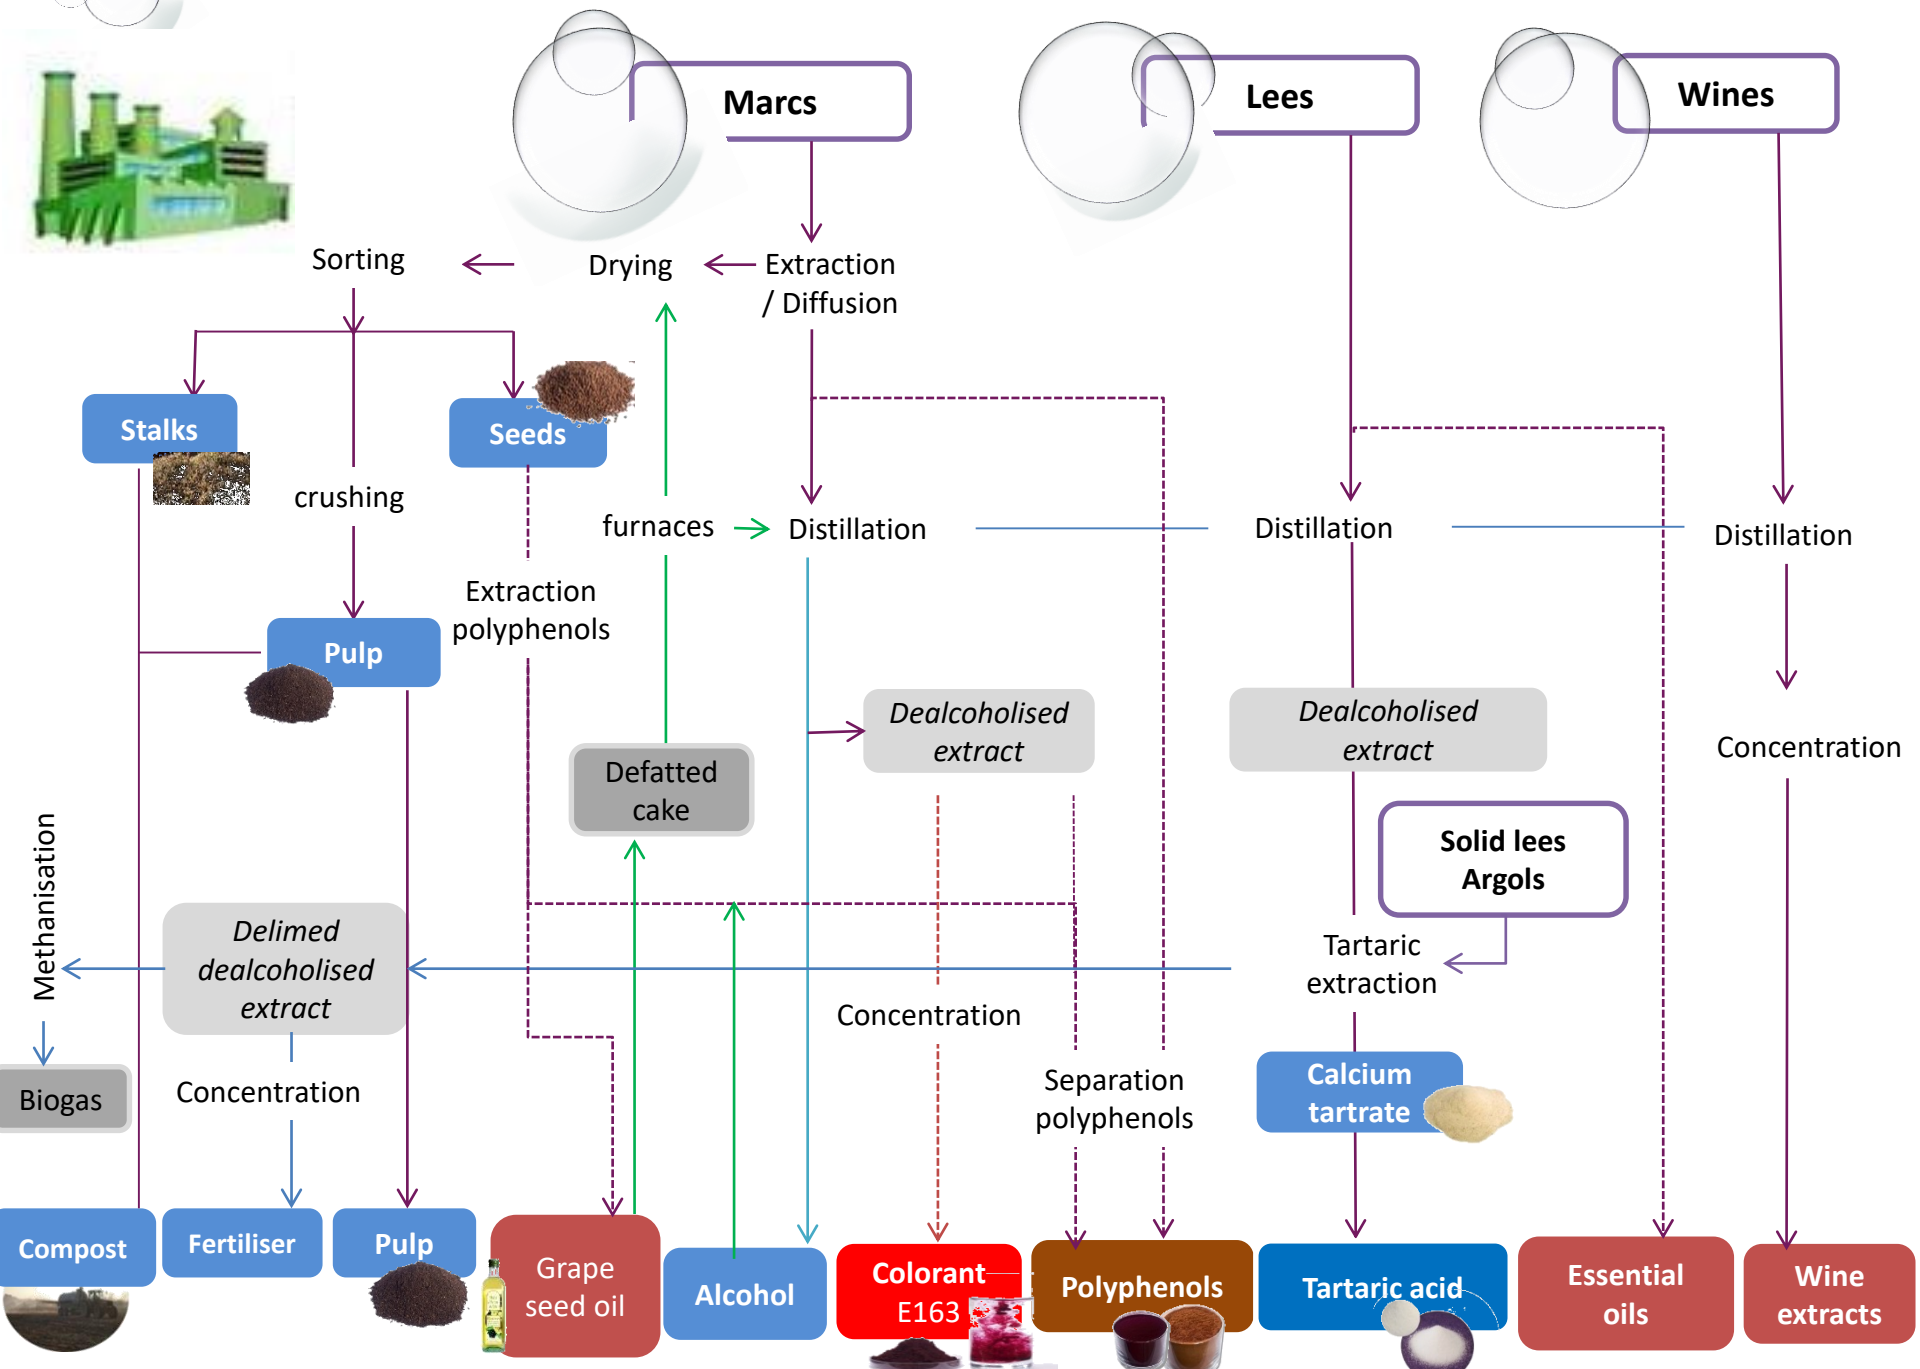 Marcs
Lees
Wines
Sorting
Drying
Extraction
/ Diffusion
Stalks
Seeds
crushing
furnaces
Distillation
Distillation
Distillation
Extraction
polyphenols
Pulp
Dealcoholised
extract
Dealcoholised
extract
Concentration
Defatted
cake
Solid lees
Argols
Methanisation
Delimed
dealcoholised
extract
Tartaric
extraction
Concentration
Biogas
Concentration
Separation
polyphenols
Calcium
tartrate
Compost
Fertiliser
Pulp
Grape
seed oil
Alcohol
Colorant
E163
Polyphenols
Tartaric acid
Essential
oils
Wine
extracts